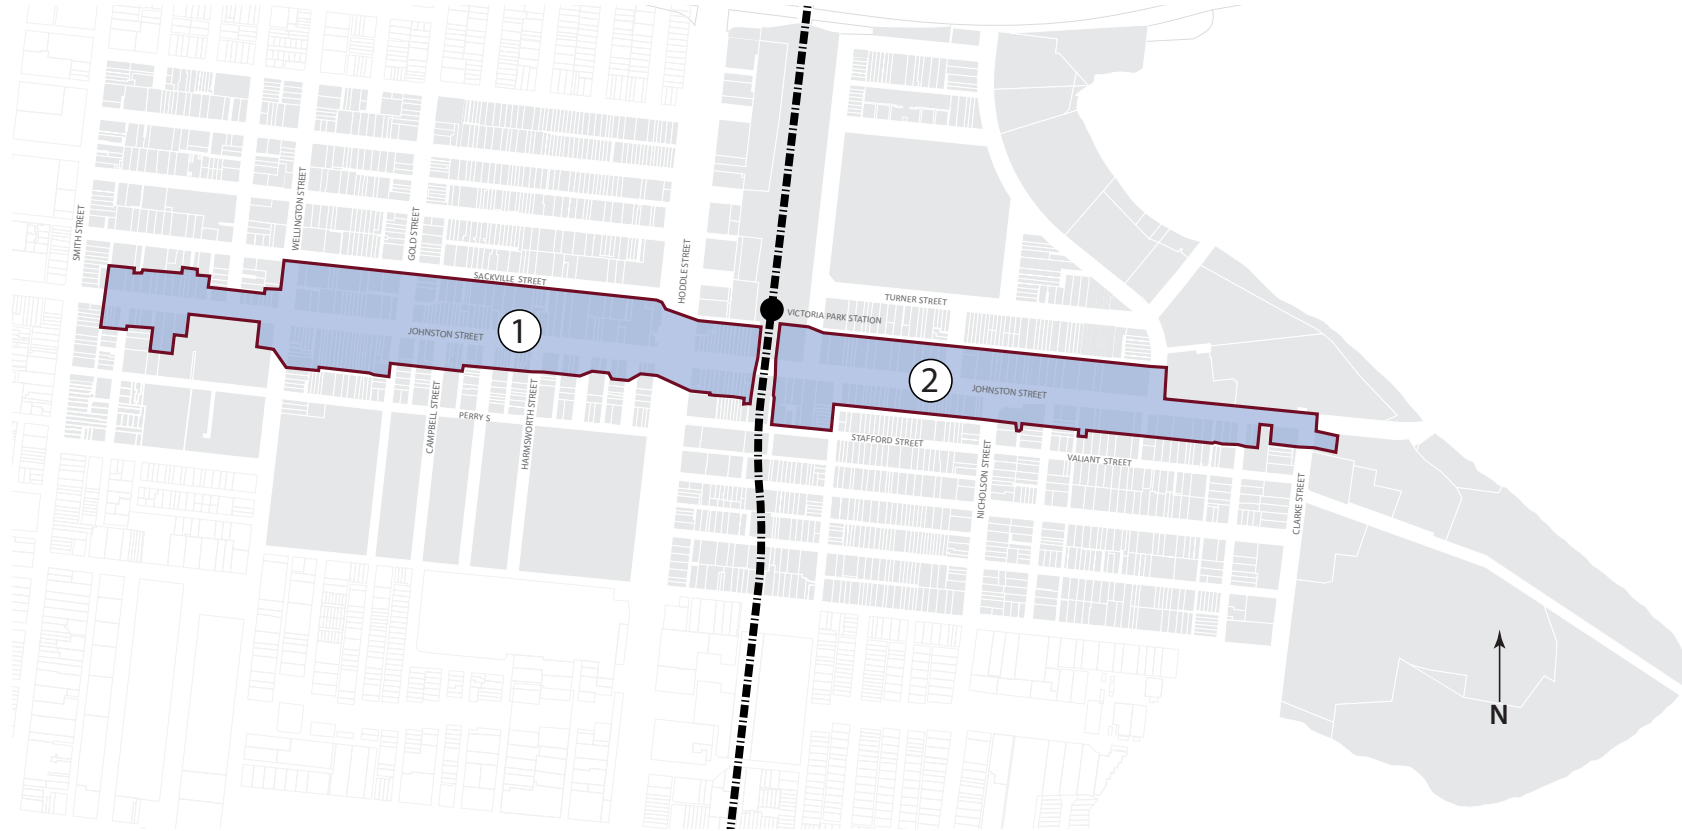 SMITH STREET
WELLINGTON STREET
GOLD STREET
SACKVILLE STREET
HODDLE STREET
TURNER STREET
VICTORIA PARK STATION
JOHNSTON STREET
1
2
JOHNSTON STREET
CAMPBELL STREET
PERRY S
HARMSWORTH STREET
STAFFORD STREET
NICHOLSON STREET
VALIANT STREET
CLARKE STREET
N